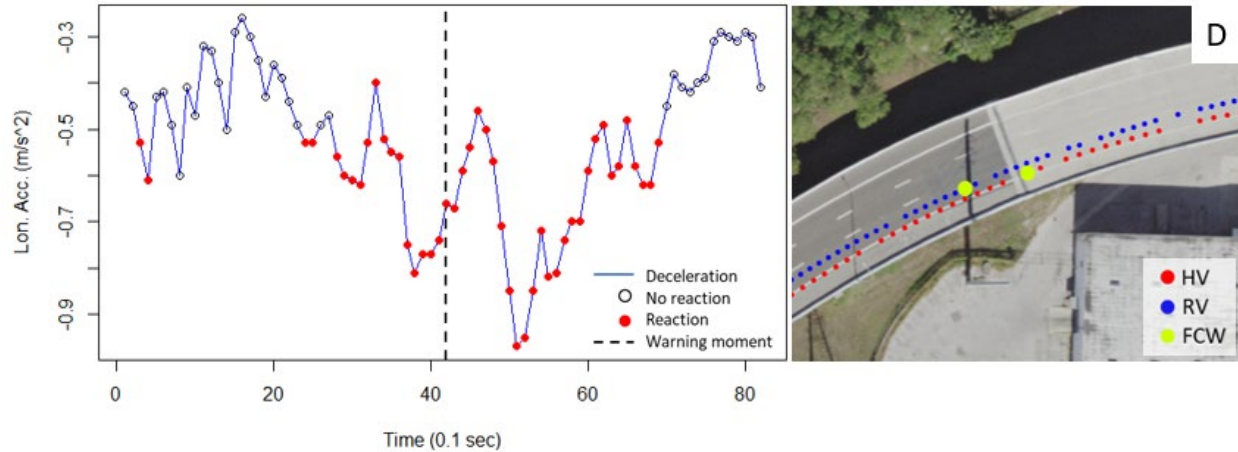 -0.3
-0.5
-0.7
-0.9
Lon. Acc. (m/s^2)
Deceleration
No reaction
Reaction
Warning moment
0
20
40
60
80
Time (0.1 sec)
D
HV
RV
FCW